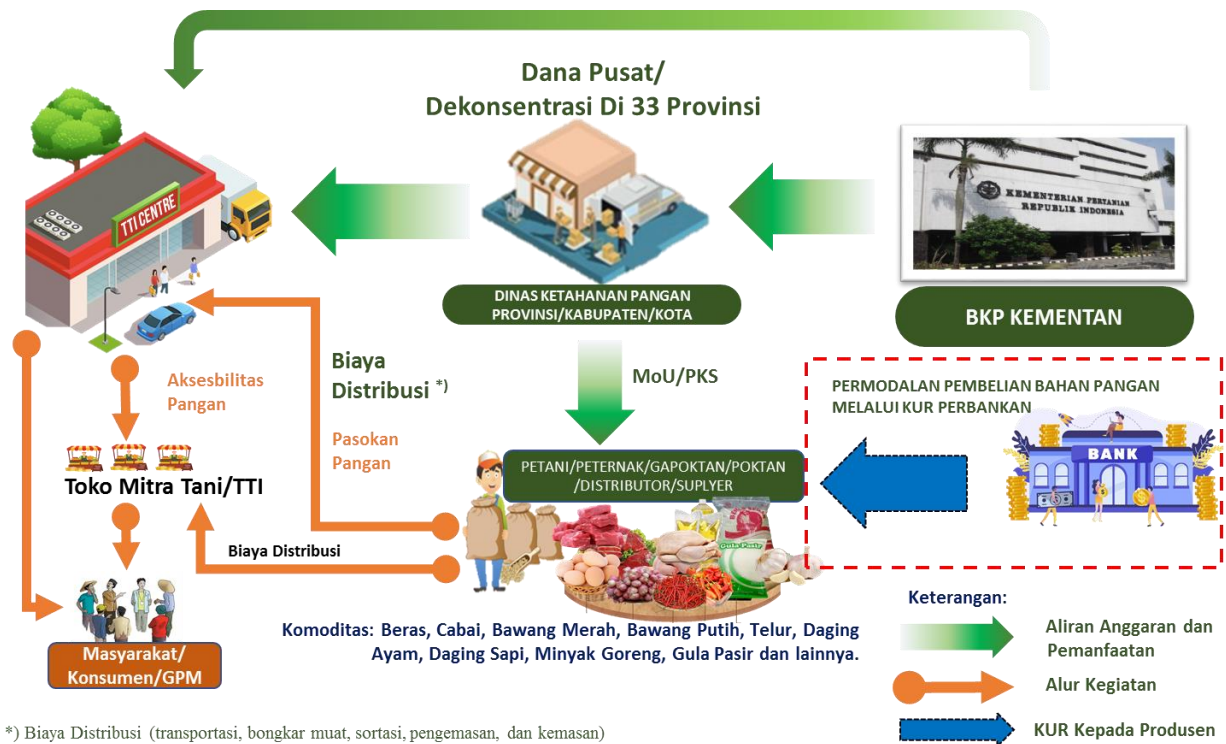 Dana Pusat/
Dekonsentrasi Di 33 Provinsi
TTI CENTRE
KEMENTERIAN PERTANIAN
REPUBLIK INDONESIA
DINAS KETAHANAN PANGAN
PROVINSI/KABUPATEN/KOTA
BKP KEMENTAN
Biaya
Distribusi *)
MoU/PKS
Aksesbilitas
Pangan
Pasokan
Pangan
PERMODALAN PEMBELIAN BAHAN PANGAN
MELALUI KUR PERBANKAN
BANK
PETANI/PETERNAK/GAPOKTAN/POKTAN
/DISTRIBUTOR/SUPLYER
Toko Mitra Tani/TTI
Gula Pasir
Biaya Distribusi
Masyarakat/
Konsumen/GPM
Komoditas: Beras, Cabai, Bawang Merah, Bawang Putih, Telur, Daging
Ayam, Daging Sapi, Minyak Goreng, Gula Pasir dan lainnya.
Keterangan:
Aliran Anggaran dan
Pemanfaatan
Alur Kegiatan
KUR Kepada Produsen
*) Biaya Distribusi (transportasi, bongkar muat, sortasi, pengemasan, dan kemasan)